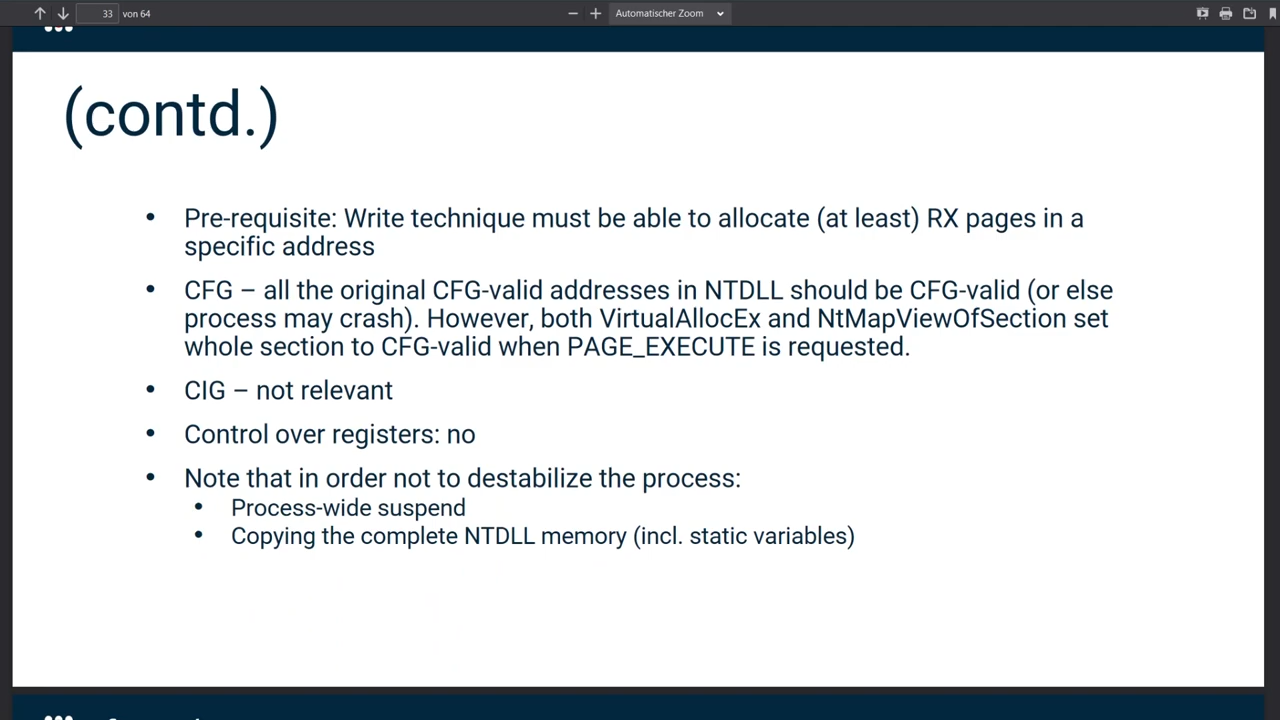 33 von 64 Automatischer Zoom
(contd.)
• Pre-requisite: Write technique must be able to allocate (at least) RX pages in a
specific address
• CFG – all the original CFG-valid addresses in NTDLL should be CFG-valid (or else
process may crash). However, both VirtualAllocEx and NtMapViewOfSection set
whole section to CFG-valid when PAGE_EXECUTE is requested.
• CIG – not relevant
• Control over registers: no
• Note that in order not to destabilize the process:
• Process-wide suspend
• Copying the complete NTDLL memory (incl. static variables)